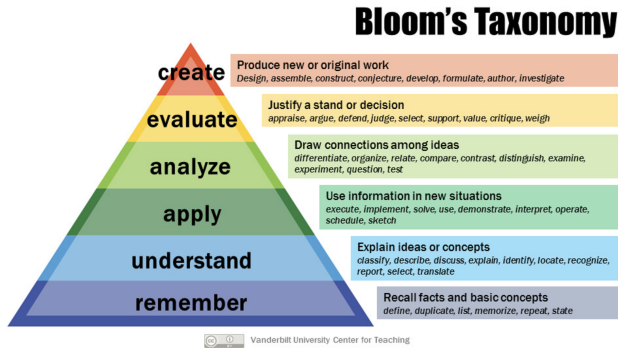 Bloom's Taxonomy
create
Produce new or original work
Design, assemble, construct, conjecture, develop, formulate, author, investigate
evaluate
Justify a stand or decision
appraise, argue, defend, judge, select, support, value, critique, weigh
analyze
Draw connections among ideas
differentiate, organize, relate, compare, contrast, distinguish, examine,
experiment, question, test
apply
Use information in new situations
execute, implement, solve, use, demonstrate, interpret, operate,
schedule, sketch
understand
Explain ideas or concepts
classify, describe, discuss, explain, identify, locate, recognize,
report, select, translate
remember
Recall facts and basic concepts
define, duplicate, list, memorize, repeat, state
cc
Vanderbilt University Center for Teaching